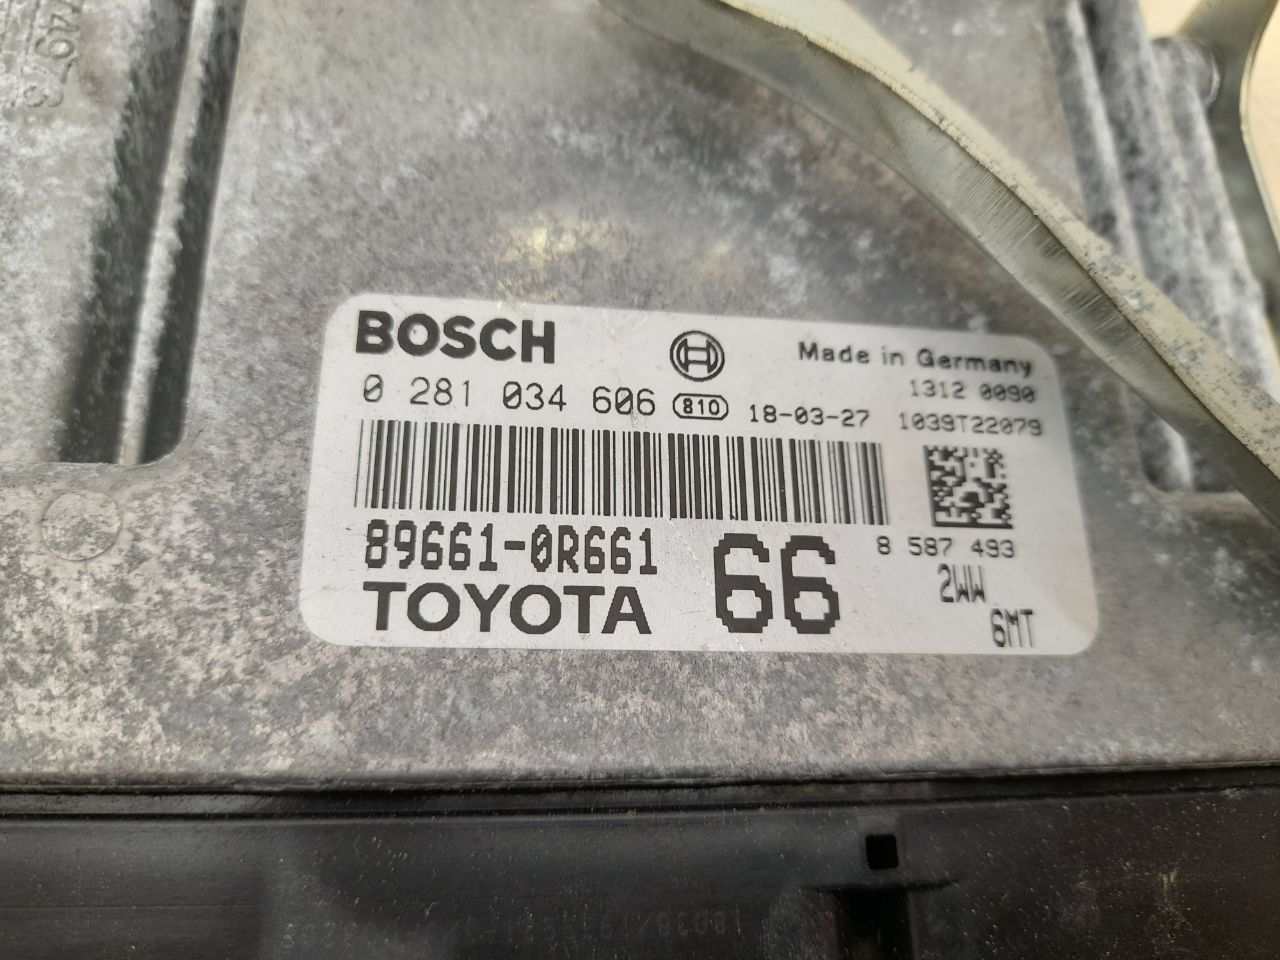 BOSCH
Made in Germany
0 281 034 606 810 18-03-27
1312 0090
1039T22079
89661-0R661
TOYOTA
66
8 587 493
2WW
6MT